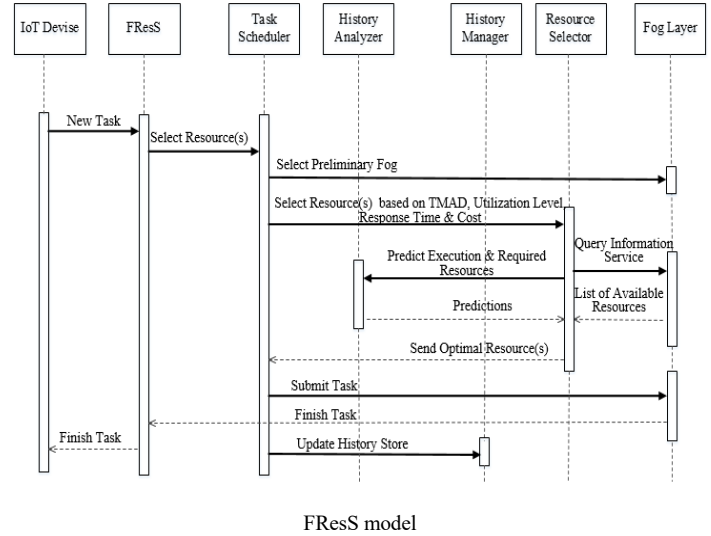 IoT Devise
FResS
Task
Scheduler
History
Analyzer
History
Manager
Resource
Selector
Fog Layer
New Task
Select Resource(s)
Select Preliminary Fog
Select Resource(s) based on TMAD, Utilization Level,
Response Time & Cost
Query Information
Service
Predict Execution & Required
Resources
List of Available
Resources
Predictions
Send Optimal Resource(s)
Submit Task
Finish Task
Finish Task
Update History Store
FResS model